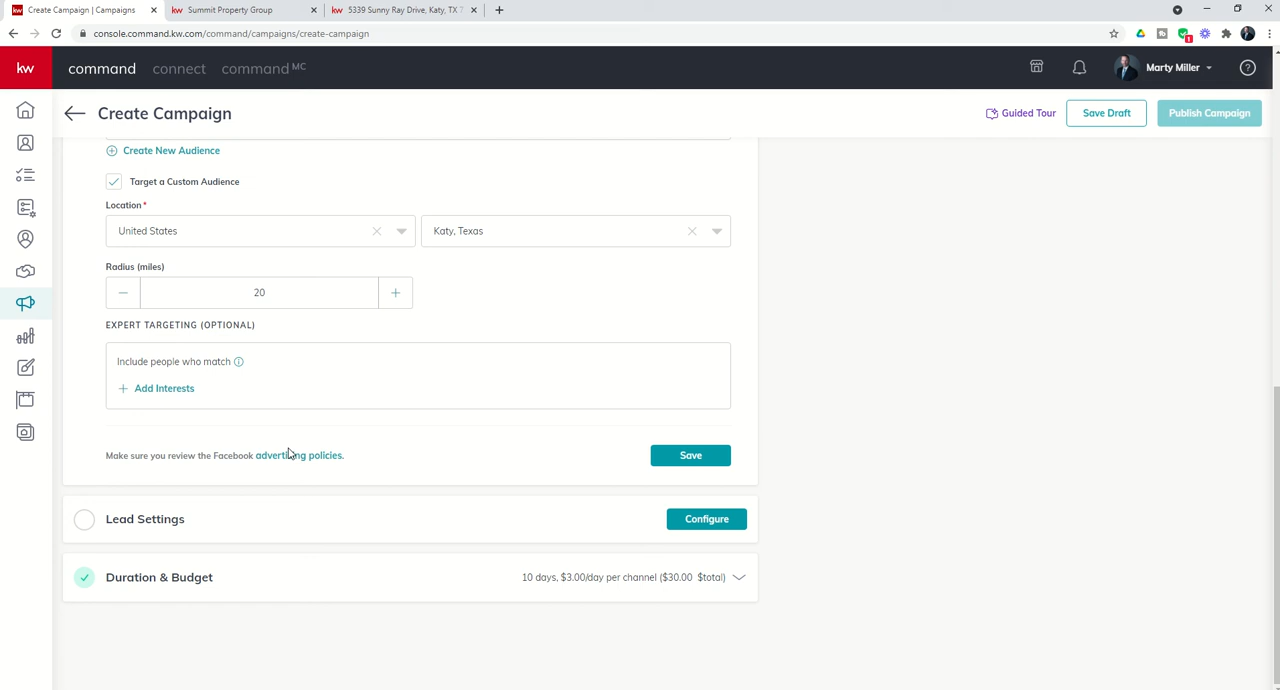 kw Create Campaign | Campaigns
kw Summit Property Group
kw 5339 Sunny Ray Drive, Katy, TX 7
console.command.kw.com/command/campaigns/create-campaign
kw command connect command MC
Marty Miller
Create Campaign
Guided Tour
Save Draft
Publish Campaign
Create New Audience
Target a Custom Audience
Location*
United States
Katy, Texas
Radius (miles)
20
EXPERT TARGETING (OPTIONAL)
Include people who match
Add Interests
Make sure you review the Facebook advertising policies.
Save
Lead Settings
Configure
Duration & Budget
10 days, $3.00/day per channel ($30.00 $total)